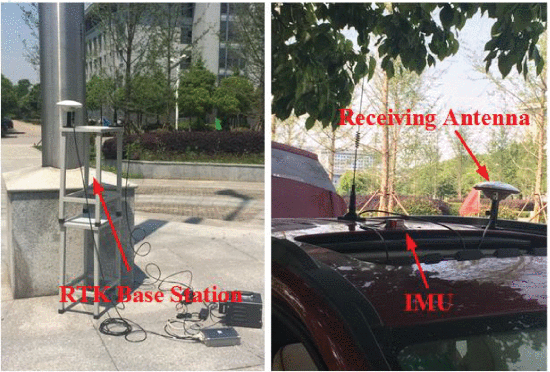 RTK Base Station
Receiving Antenna
IMU